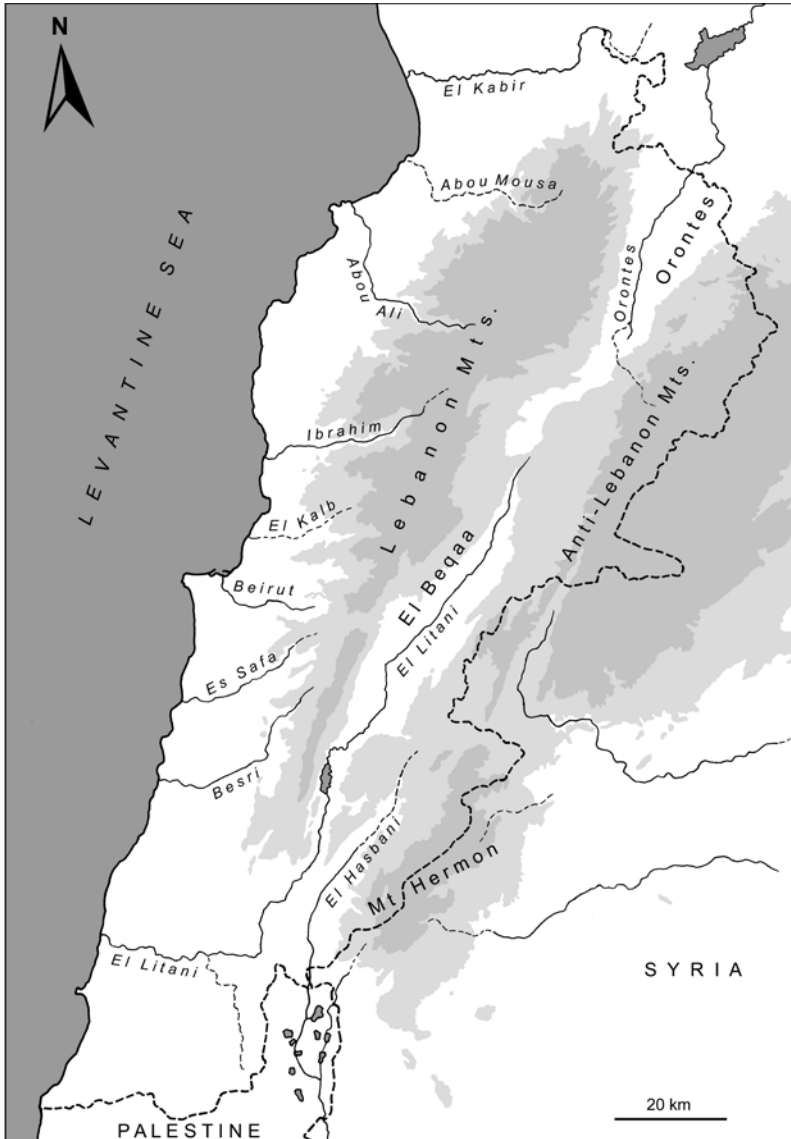 N
El Kabir
Abou Mousa
Orontes
Orontes
LEVANTINE SEA
Abou Ali
Lebanon Mts.
Anti-Lebanon Mts.
Ibrahim
El Kalb
El Beqaa
Beirut
El Litani
Es Safa
Besri
El Hasbani
Mt. Hermon
El Litani
SYRIA
20 km
PALESTINE